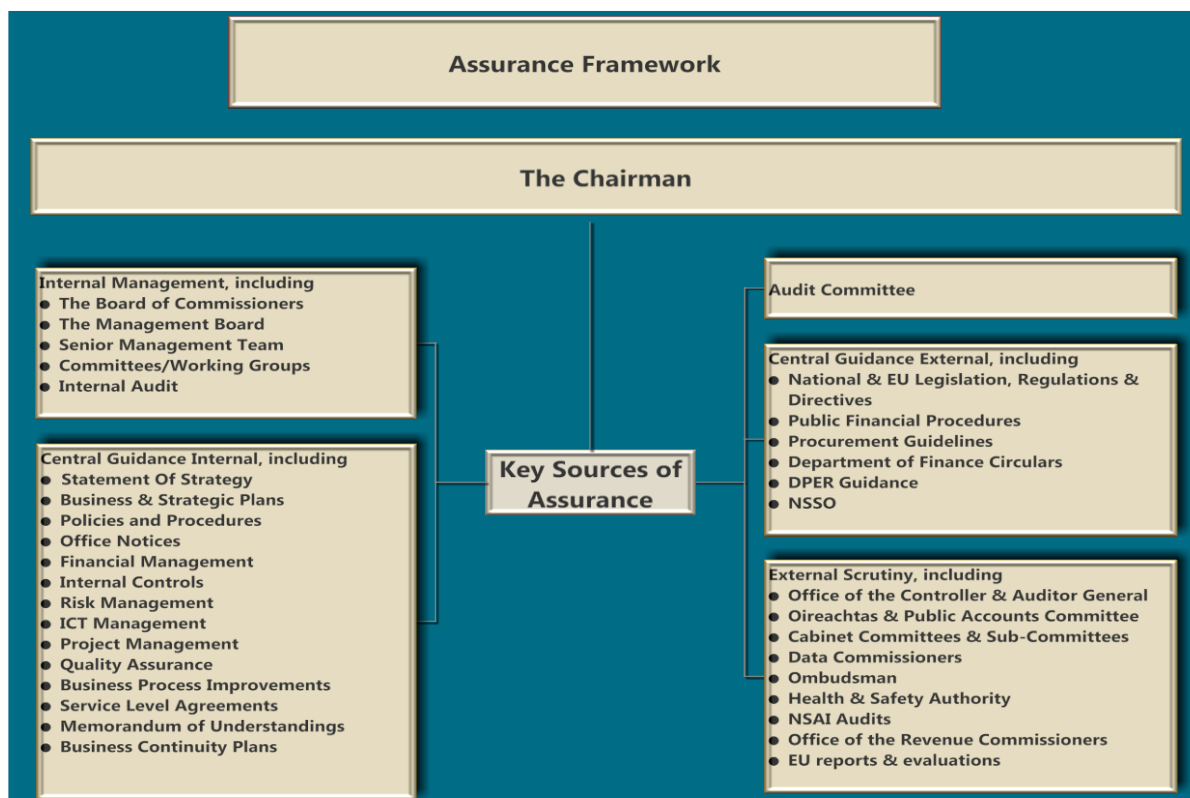 Assurance Framework
The Chairman
Internal Management, including
● The Board of Commissioners
● The Management Board
● Senior Management Team
● Committees/Working Groups
● Internal Audit
Central Guidance Internal, including
● Statement Of Strategy
● Business & Strategic Plans
● Policies and Procedures
● Office Notices
● Financial Management
● Internal Controls
● Risk Management
● ICT Management
● Project Management
● Quality Assurance
● Business Process Improvements
● Service Level Agreements
● Memorandum of Understandings
● Business Continuity Plans
Key Sources of
Assurance
Audit Committee
Central Guidance External, including
● National & EU Legislation, Regulations &
Directives
● Public Financial Procedures
● Procurement Guidelines
● Department of Finance Circulars
● DPER Guidance
● NSSO
External Scrutiny, including
● Office of the Controller & Auditor General
● Oireachtas & Public Accounts Committee
● Cabinet Committees & Sub-Committees
● Data Commissioners
● Ombudsman
● Health & Safety Authority
● NSAI Audits
● Office of the Revenue Commissioners
● EU reports & evaluations